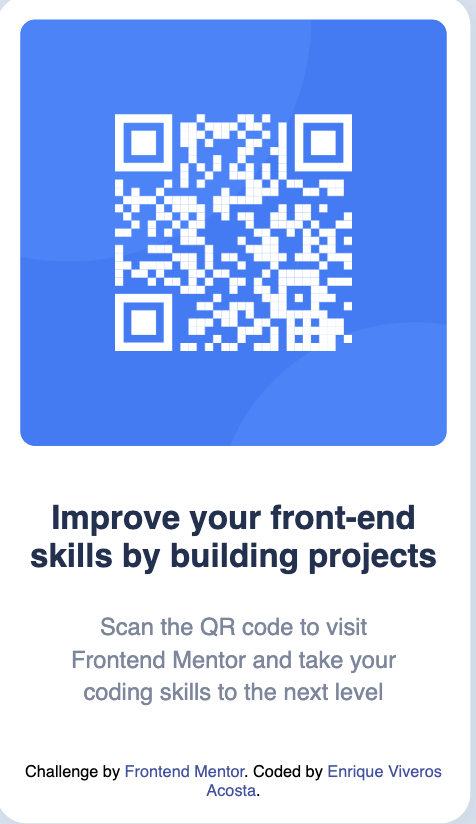 Improve your front-end
skills by building projects
Scan the QR code to visit
Frontend Mentor and take your
coding skills to the next level
Challenge by Frontend Mentor. Coded by Enrique Viveros
Acosta.